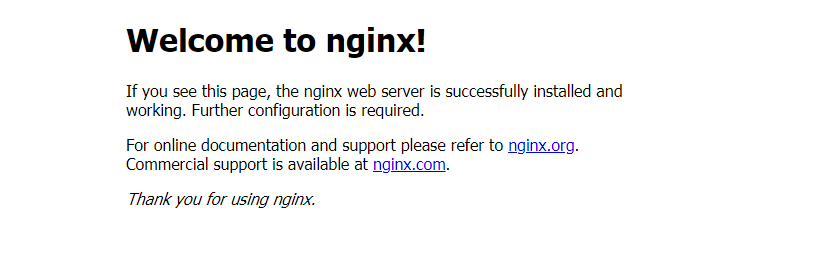 Welcome to nginx!
If you see this page, the nginx web server is successfully installed and
working. Further configuration is required.
For online documentation and support please refer to nginx.org.
Commercial support is available at nginx.com.
Thank you for using nginx.